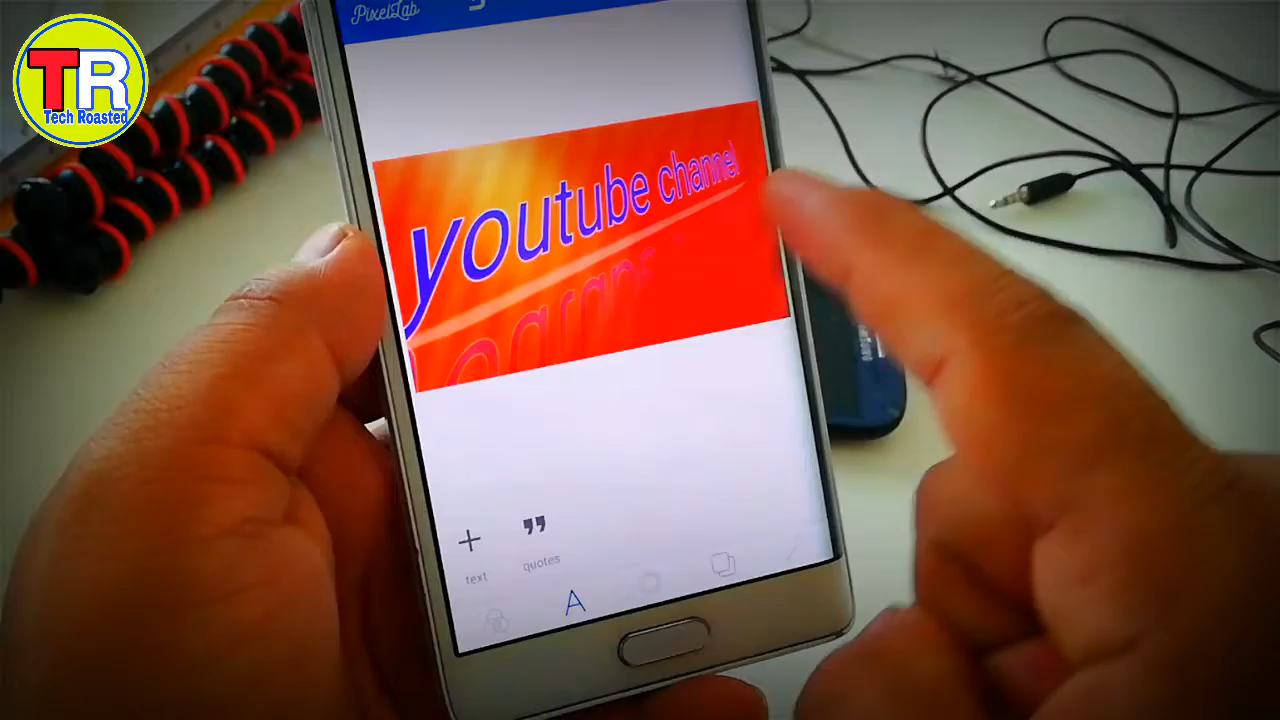 PixelLab
TR
Tech Roasted
youtube channel
text
quotes
A